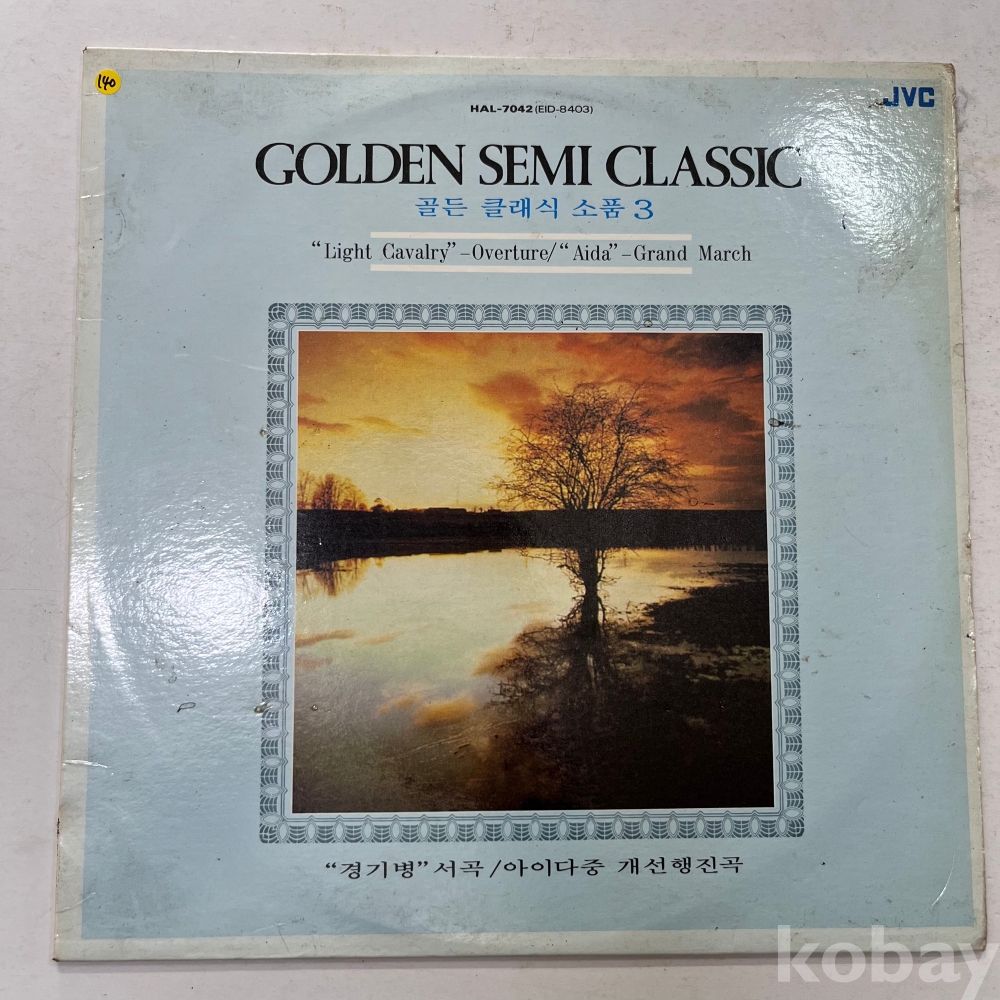 140
HAL-7042(EID-8403)
JVC
GOLDEN SEMI CLASSIC
골든 클래식 소품 3
“Light Cavalry”-Overture/“Aida”-Grand March
“경기병”서곡/아이다중 개선행진곡
kobay